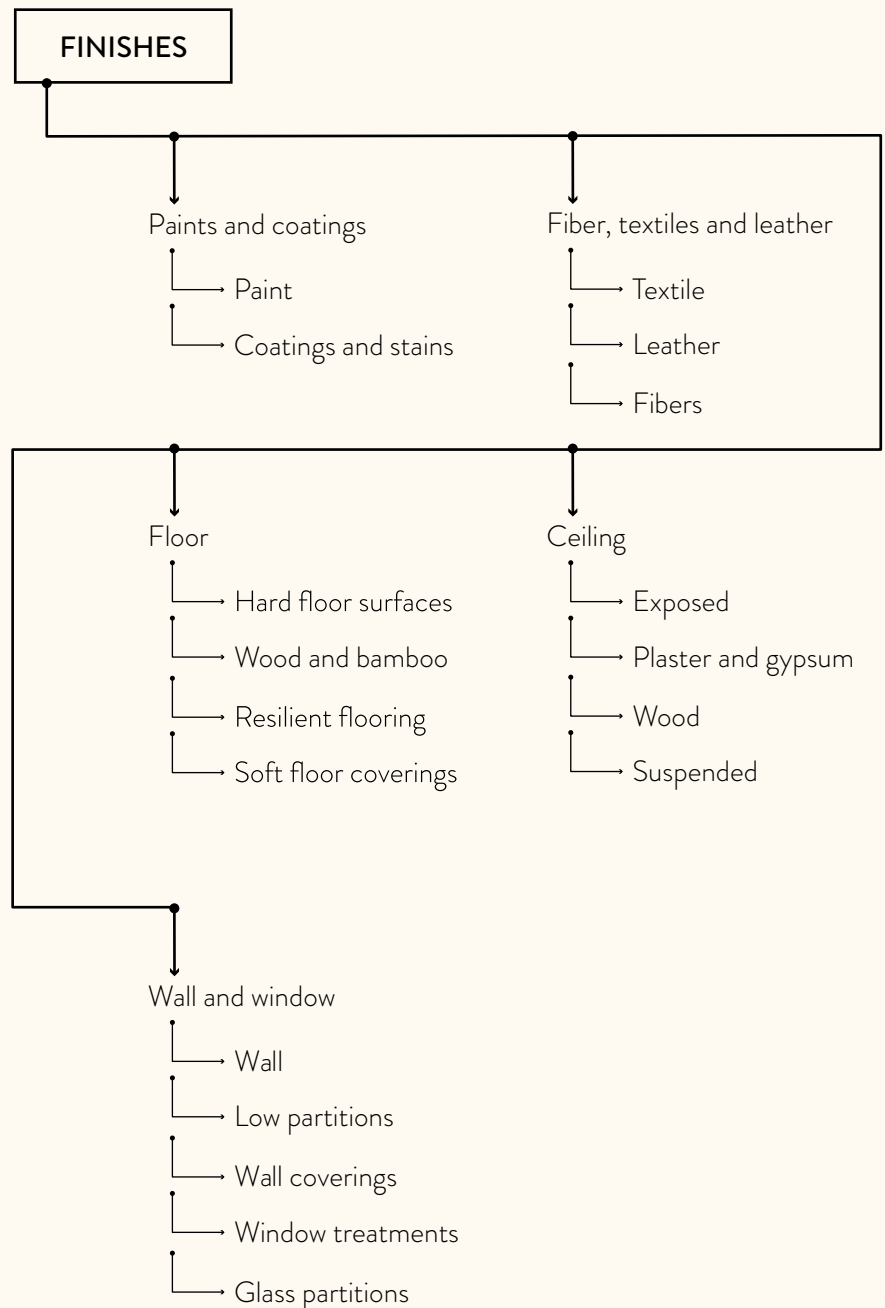 FINISHES
Paints and coatings
Paint
Coatings and stains
Fiber, textiles and leather
Textile
Leather
Fibers
Floor
Hard floor surfaces
Wood and bamboo
Resilient flooring
Soft floor coverings
Ceiling
Exposed
Plaster and gypsum
Wood
Suspended
Wall and window
Wall
Low partitions
Wall coverings
Window treatments
Glass partitions